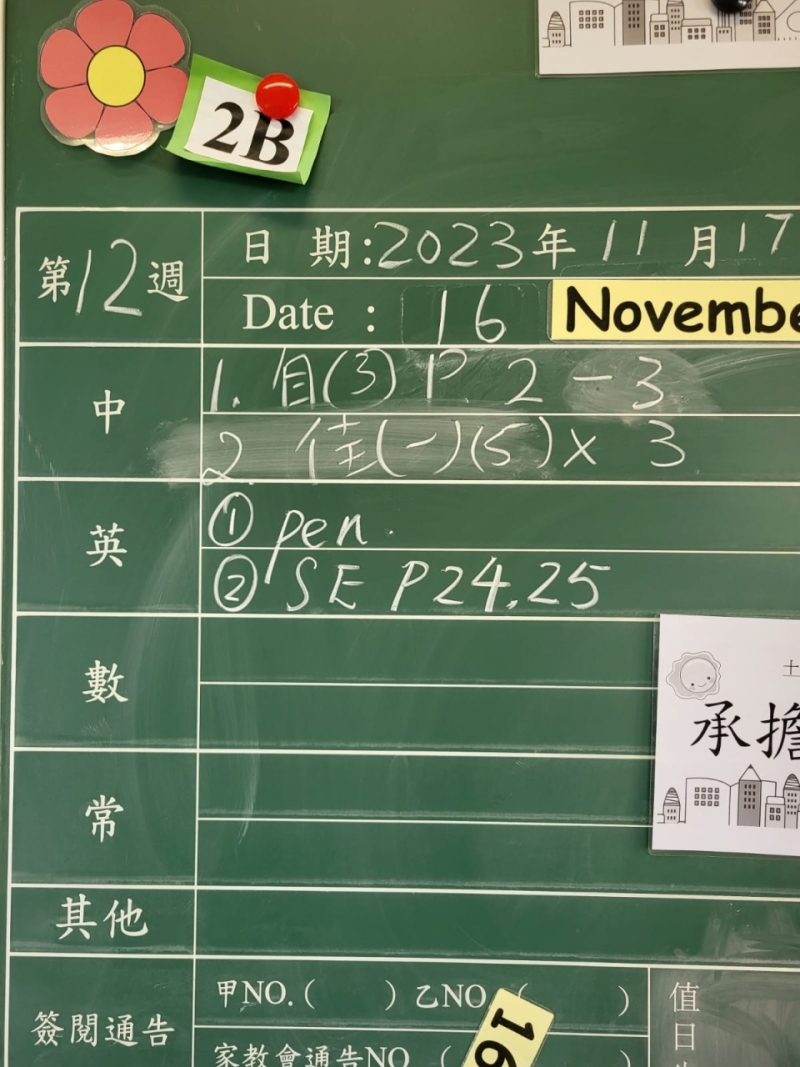 2B
第12週
日 期:2023年 11 月17
Date : 16 Novembe
中
1. 自(3) P. 2 - 3
2 佳(一)(5)x 3
英
① pen.
② SE P24,25
數
土
承擔
常
其他
簽閱通告
甲NO.( ) 乙NO ( )
家教會通告NO ( )
16
值
日